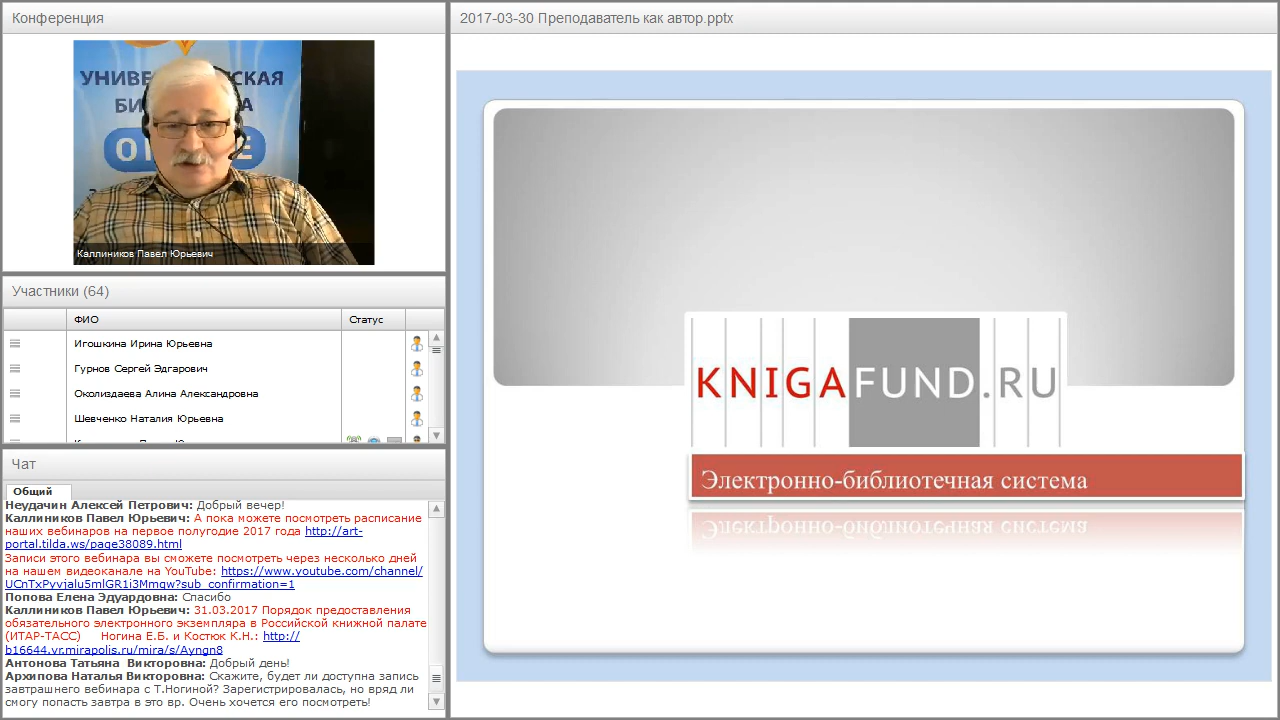 Конференция
УНИВЕ СКАЯ
БИ А
О Е
Каллиников Павел Юрьевич
Участники (64)
ФИО Статус
Игошкина Ирина Юрьевна
Гурнов Сергей Эдгарович
Околиздаева Алина Александровна
Шевченко Наталия Юрьевна
Чат
Общий
Неудачин Алексей Петрович: Добрый вечер!
Каллиников Павел Юрьевич: А пока можете посмотреть расписание
наших вебинаров на первое полугодие 2017 года http://art-
portal.tilda.ws/page38089.html
Записи этого вебинара вы сможете посмотреть через несколько дней
на нашем видеоканале на YouTube: https://www.youtube.com/channel/
UCnTxPyvjalu5mlGR1i3Mmqw?sub_confirmation=1
Попова Елена Эдуардовна: Спасибо
Каллиников Павел Юрьевич: 31.03.2017 Порядок предоставления
обязательного электронного экземпляра в Российской книжной палате
(ИТАР-ТАСС) Ногина Е.Б. и Костюк К.Н.: http://
b16644.vr.mirapolis.ru/mira/s/Ayngn8
Антонова Татьяна Викторовна: Добрый день!
Архипова Наталья Викторовна: Скажите, будет ли доступна запись
завтрашнего вебинара с Т.Ногиной? Зарегистрировалась, но вряд ли
смогу попасть завтра в это вр. Очень хочется его посмотреть!
2017-03-30 Преподаватель как автор.pptx
KNIGAFUND.RU
Электронно-библиотечная система